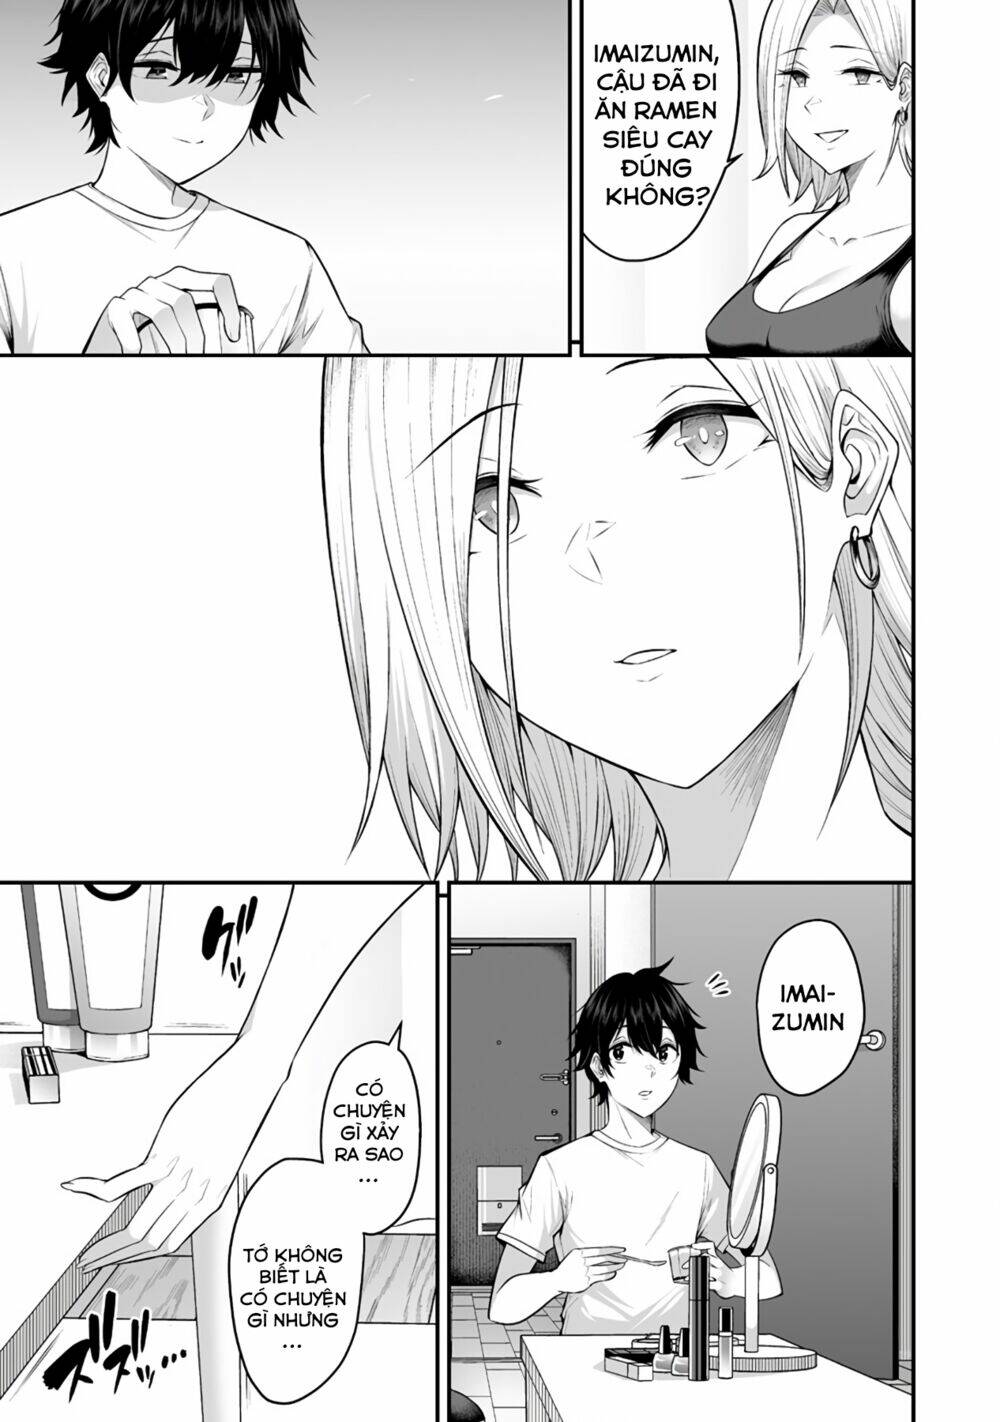 IMAIZUMIN,
CẬU ĐÃ ĐI
ĂN RAMEN
SIÊU CAY
ĐÚNG
KHÔNG?
IMAI-
ZUMIN
CÓ
CHUYỆN
GÌ XẢY
RA SAO
...
TỚ KHÔNG
BIẾT LÀ
CÓ CHUYỆN
GÌ NHƯNG
...
グッ
ズズ...